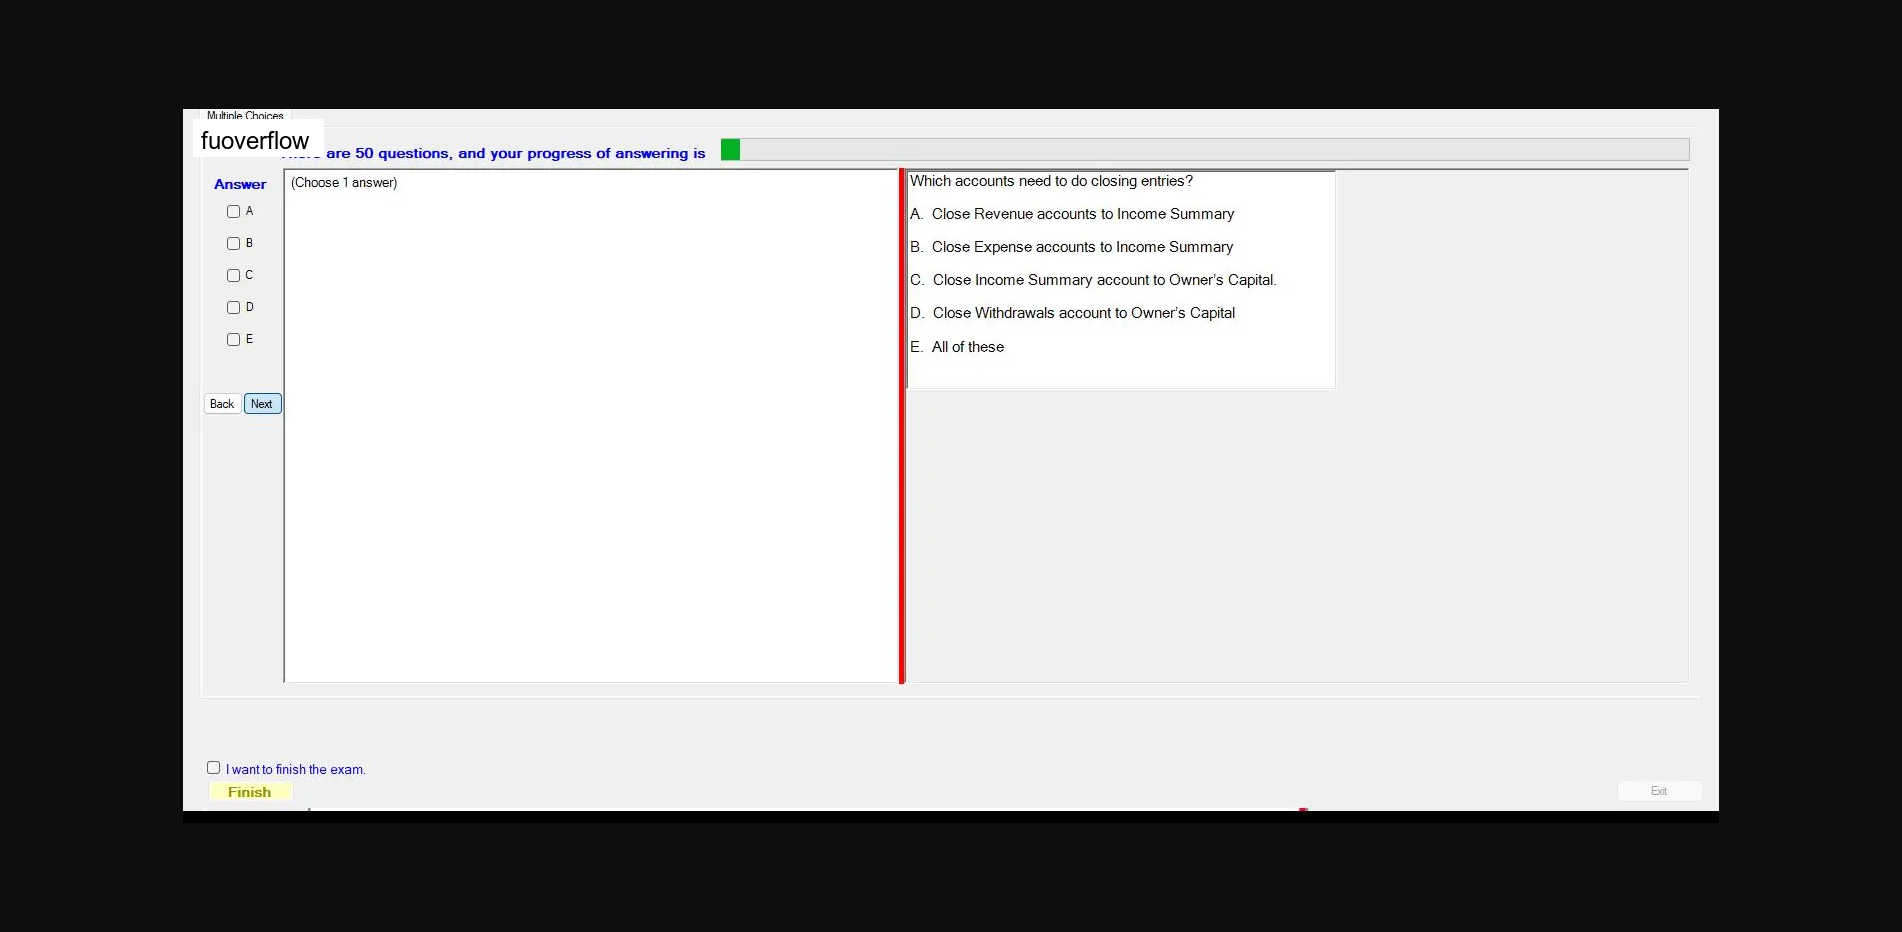 Multiple Choices
fuoverflow
There are 50 questions, and your progress of answering is
Answer
A
B
C
D
E
Back Next
(Choose 1 answer)
Which accounts need to do closing entries?
A. Close Revenue accounts to Income Summary
B. Close Expense accounts to Income Summary
C. Close Income Summary account to Owner's Capital.
D. Close Withdrawals account to Owner's Capital
E. All of these
I want to finish the exam.
Finish
Exit